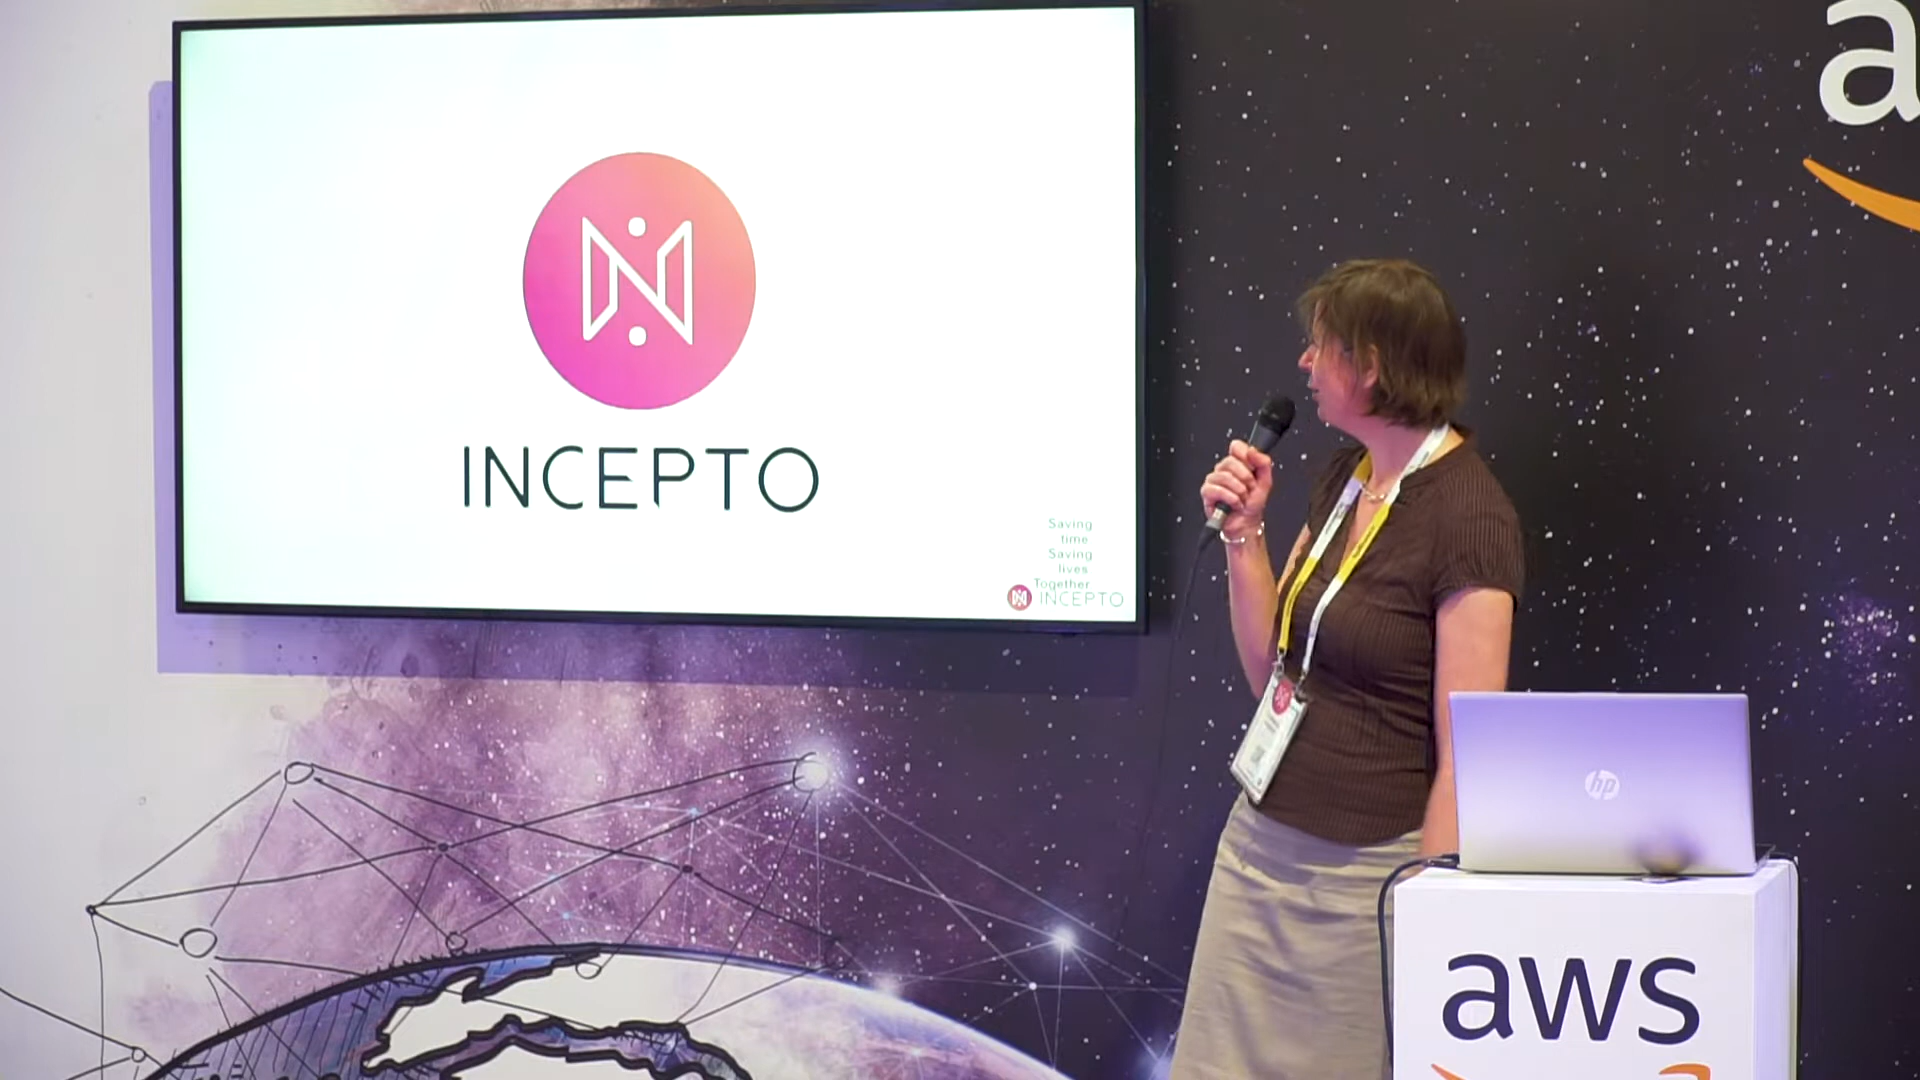 INCEPTO
Saving
time
Saving
lives
Together
INCEPTO
a
hp
aws